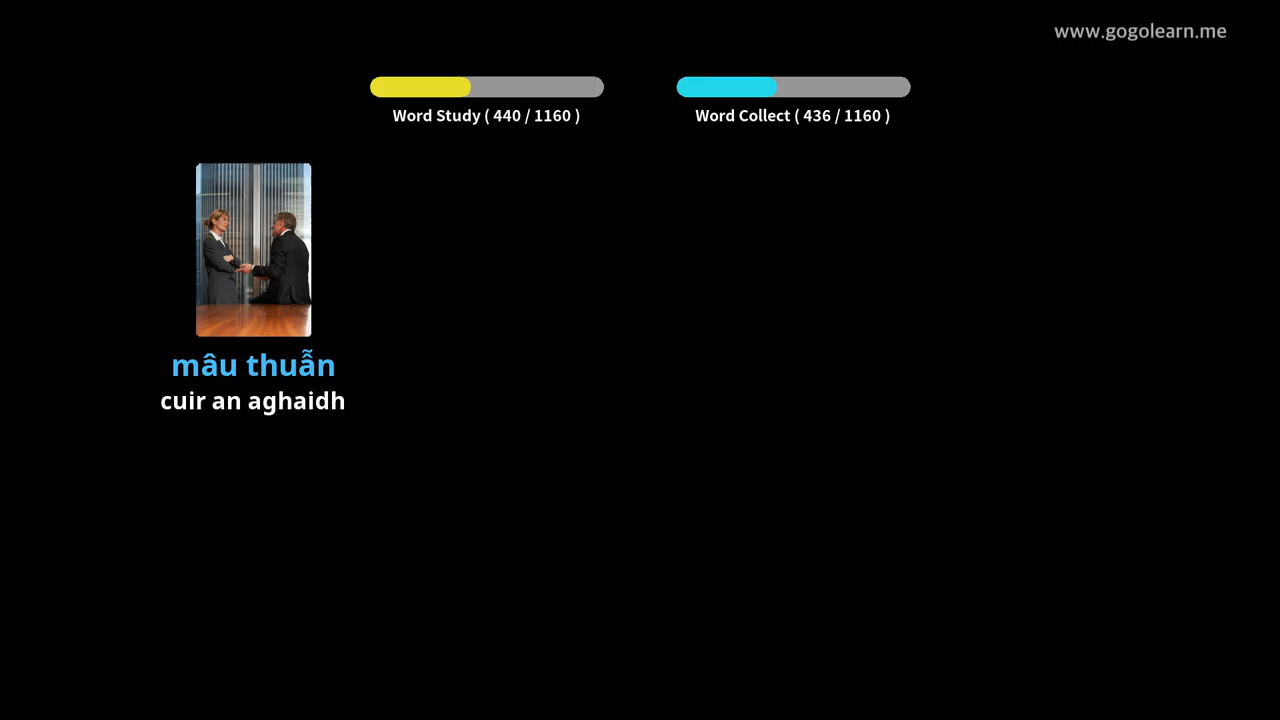 www.gogolearn.me
Word Study ( 440 / 1160 )
Word Collect ( 436 / 1160 )
mâu thuẫn
cuir an aghaidh